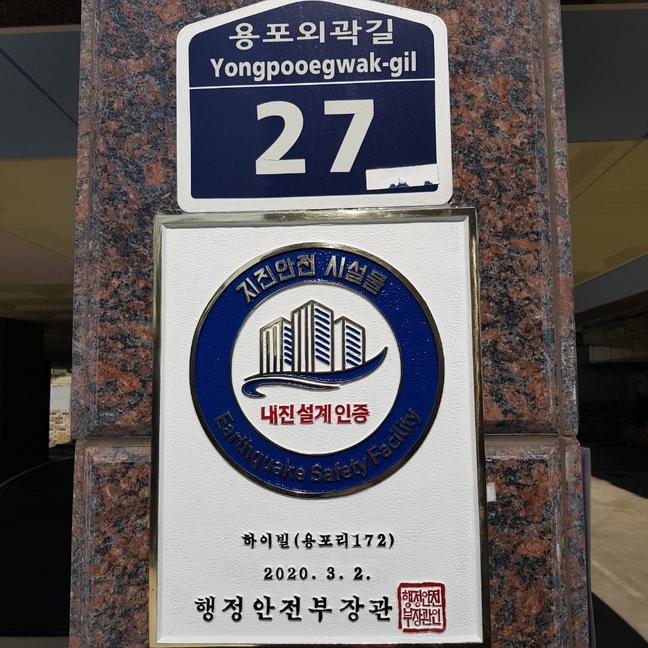 용포외곽길
Yongpooegwak-gil
27
지진안전 시설물
내진설계인증
Earthquake Safety Facility
하이빌(용포리172)
2020. 3. 2.
행정안전부장관
행정안전
부장관인